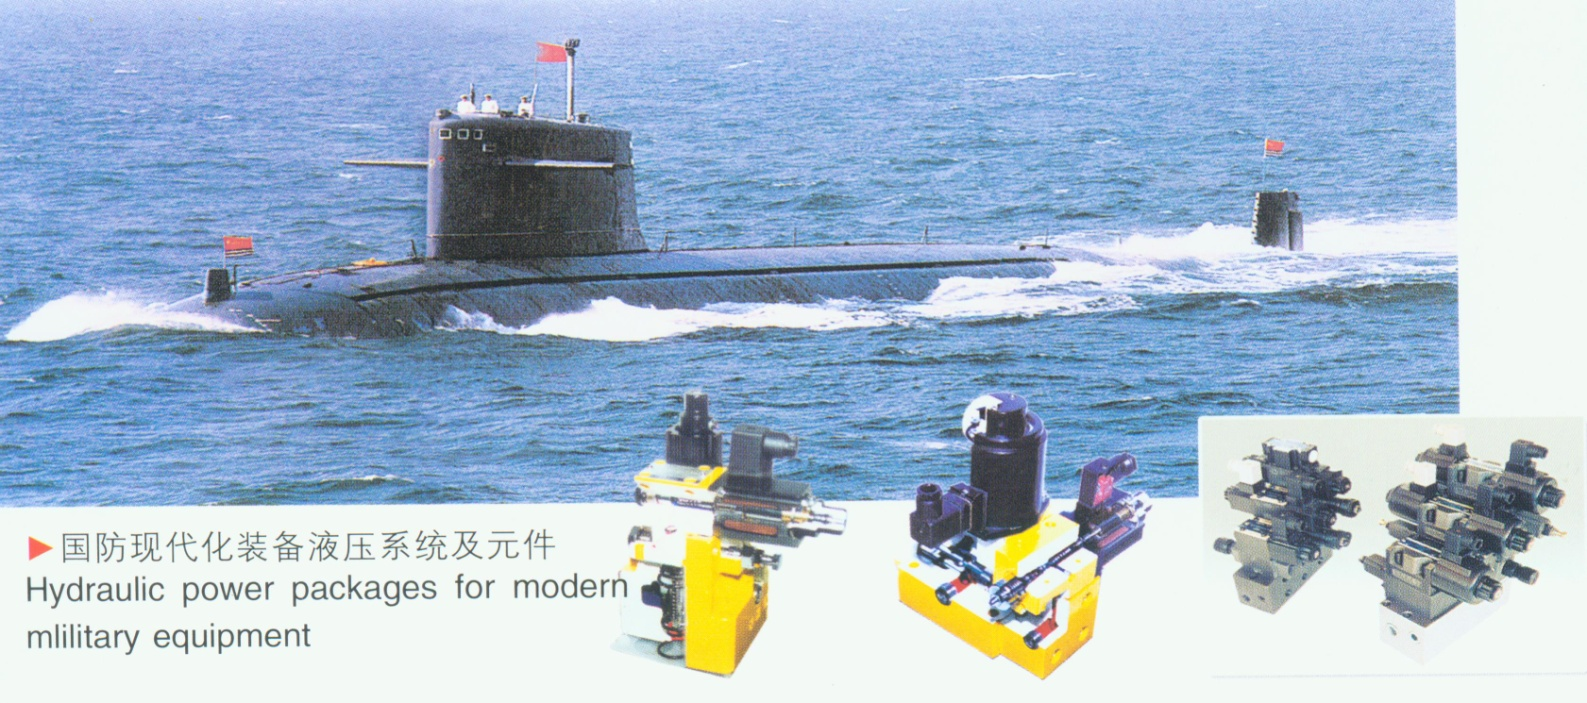 国防现代化装备液压系统及元件
Hydraulic power packages for modern
mlilitary equipment